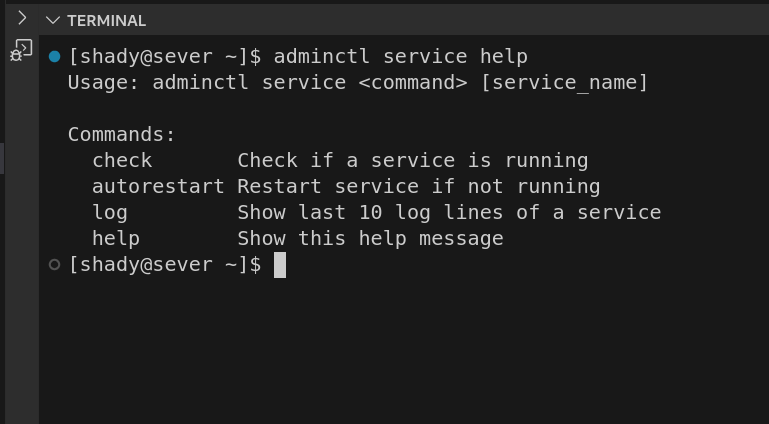 TERMINAL
[shady@sever ~]$ adminctl service help
Usage: adminctl service <command> [service_name]
Commands:
check Check if a service is running
autorestart Restart service if not running
log Show last 10 log lines of a service
help Show this help message
[shady@sever ~]$